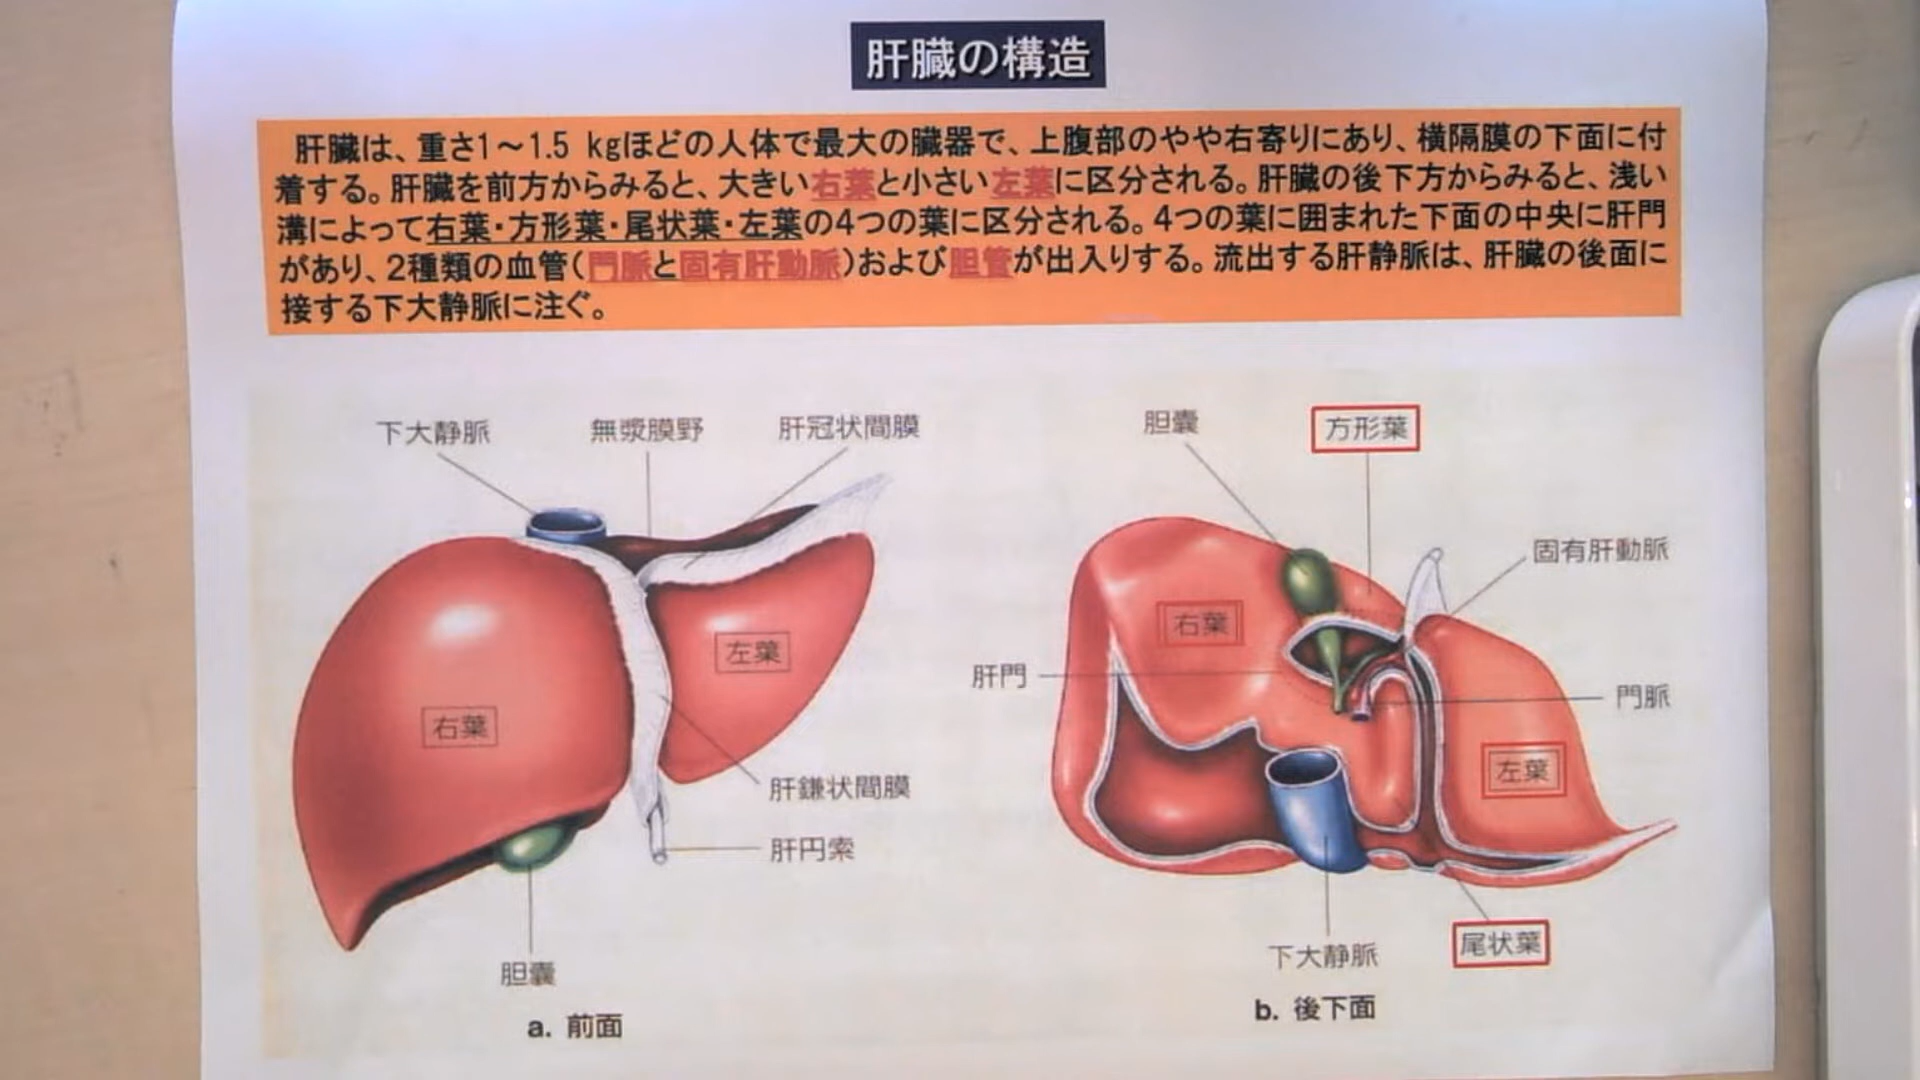 肝臓の構造
肝臓は、重さ1～1.5 kgほどの人体で最大の臓器で、上腹部のやや右寄りにあり、横隔膜の下面に付
着する。肝臓を前方からみると、大きい右葉と小さい左葉に区分される。肝臓の後下方からみると、浅い
溝によって右葉・方形葉・尾状葉・左葉の4つの葉に区分される。4つの葉に囲まれた下面の中央に肝門
があり、2種類の血管（門脈と固有肝動脈）および胆管が出入りする。流出する肝静脈は、肝臓の後面に
接する下大静脈に注ぐ。
下大静脈
無漿膜野
肝冠状間膜
左葉
右葉
肝鎌状間膜
肝円索
胆嚢
a. 前面
胆嚢
方形葉
固有肝動脈
右葉
肝門
門脈
左葉
下大静脈
尾状葉
b. 後下面